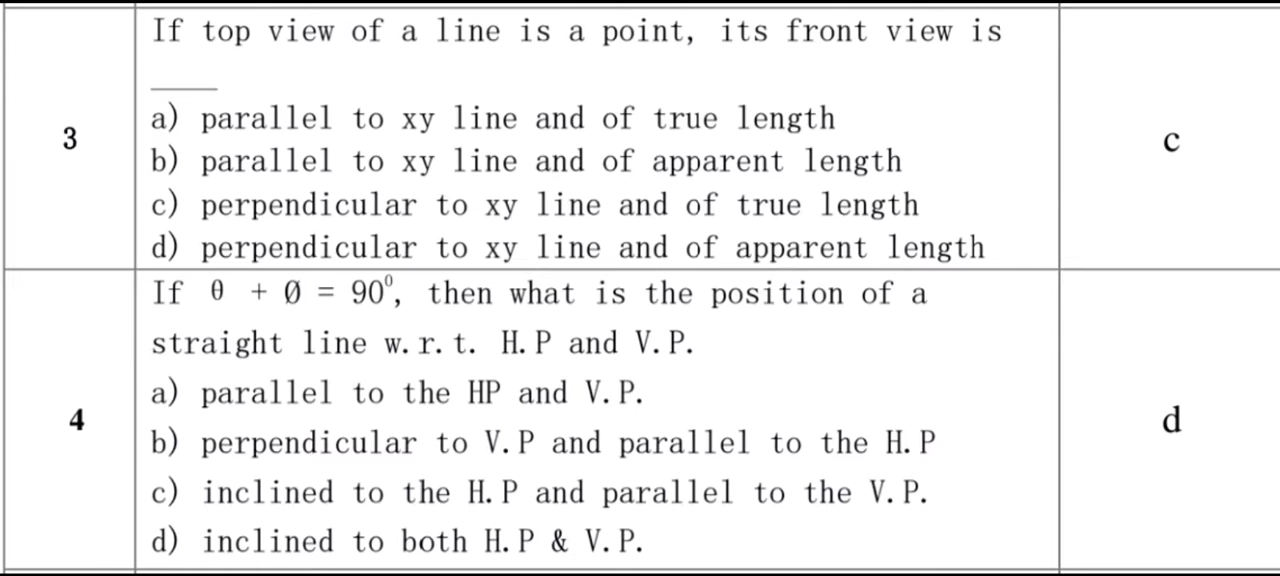 3
If top view of a line is a point, its front view is
____
a) parallel to xy line and of true length
b) parallel to xy line and of apparent length
c) perpendicular to xy line and of true length
d) perpendicular to xy line and of apparent length
c
4
If θ + Ø = 90⁰, then what is the position of a
straight line w.r.t. H.P and V.P.
a) parallel to the HP and V.P.
b) perpendicular to V.P and parallel to the H.P
c) inclined to the H.P and parallel to the V.P.
d) inclined to both H.P & V.P.
d